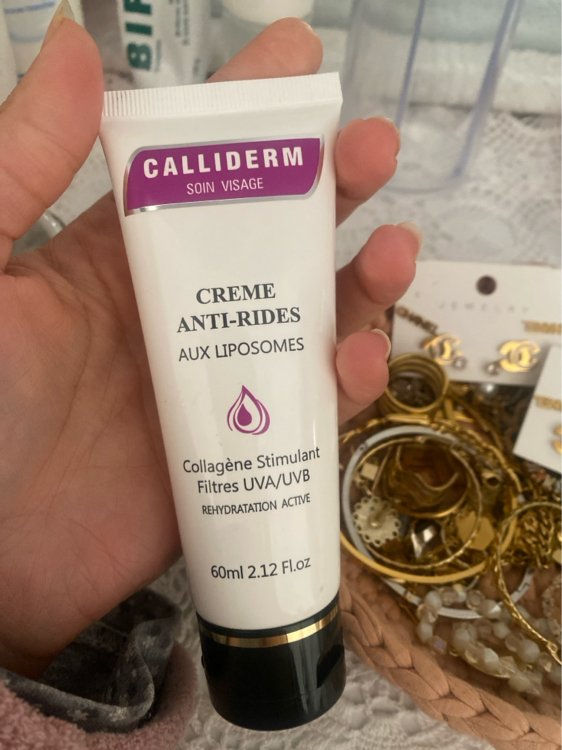 CALLIDERM
SOIN VISAGE
CREME
ANTI-RIDES
AUX LIPOSOMES
Collagène Stimulant
Filtres UVA/UVB
REHYDRATATION ACTIVE
60ml 2.12 Fl.oz
JEWELRY